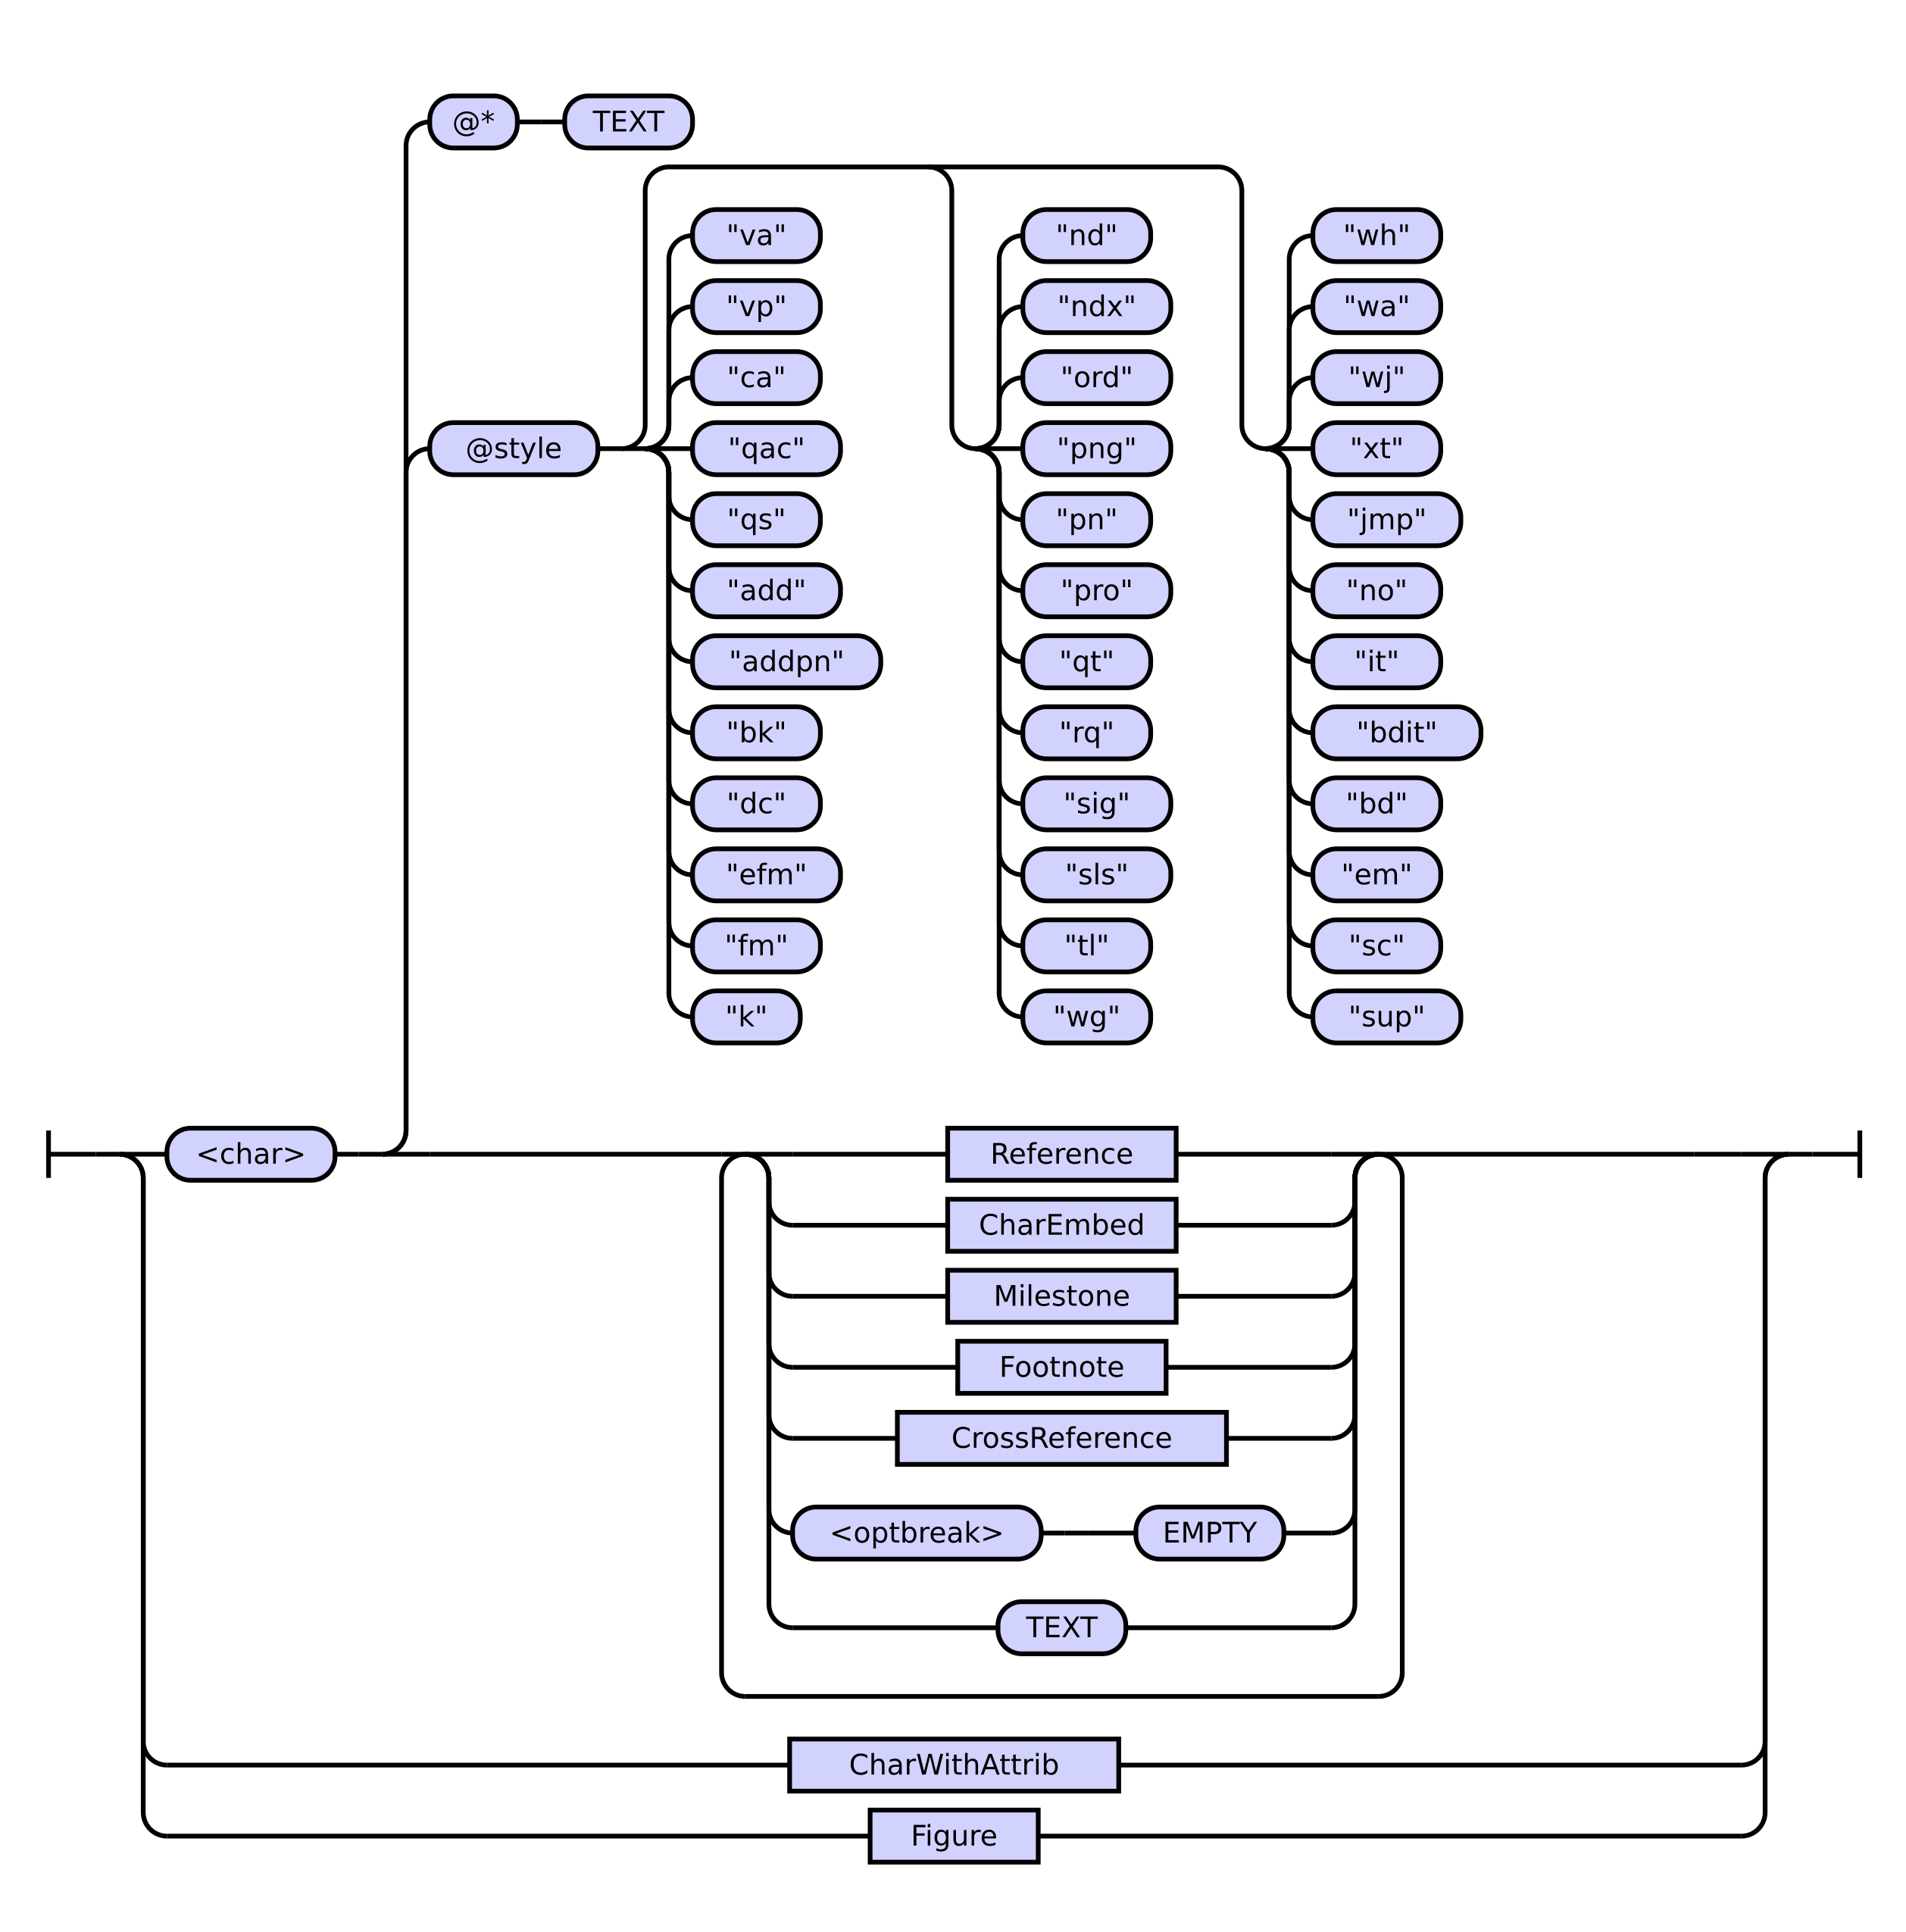 @* TEXT
"va" "nd" "wh"
"vp" "ndx" "wa"
"ca" "ord" "wj"
@style "qac" "png" "xt"
"qs" "pn" "jmp"
"add" "pro" "no"
"addpn" "qt" "it"
"bk" "rq" "bdit"
"dc" "sig" "bd"
"efm" "sls" "em"
"fm" "tl" "sc"
"k" "wg" "sup"
<char> Reference
CharEmbed
Milestone
Footnote
CrossReference
<optbreak> EMPTY
TEXT
CharWithAttrib
Figure